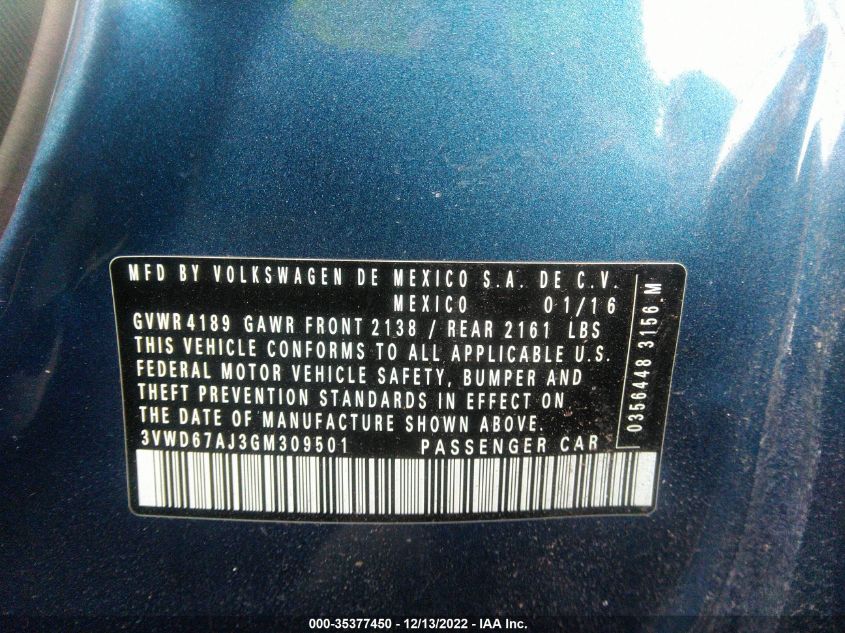 MFD BY VOLKSWAGEN DE MEXICO S.A. DE C.V.
MEXICO 01/16
GVWR 4189 GAWR FRONT 2138 / REAR 2161 LBS
THIS VEHICLE CONFORMS TO ALL APPLICABLE U.S.
FEDERAL MOTOR VEHICLE SAFETY, BUMPER AND
THEFT PREVENTION STANDARDS IN EFFECT ON
THE DATE OF MANUFACTURE SHOWN ABOVE.
3VWD67AJ3GM309501 PASSENGER CAR
0356448 3156 M
000-35377450 - 12/13/2022 - IAA Inc.